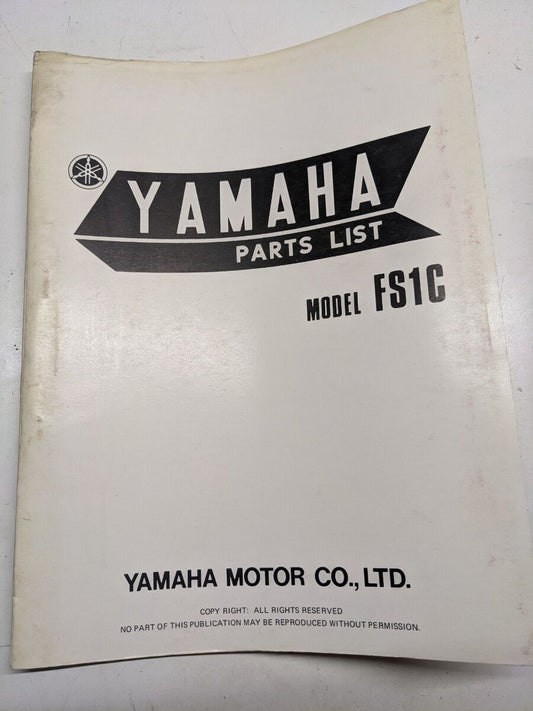 YAMAHA
PARTS LIST
MODEL FS1C
YAMAHA MOTOR CO., LTD.
COPY RIGHT: ALL RIGHTS RESERVED
NO PART OF THIS PUBLICATION MAY BE REPRODUCED WITHOUT PERMISSION.